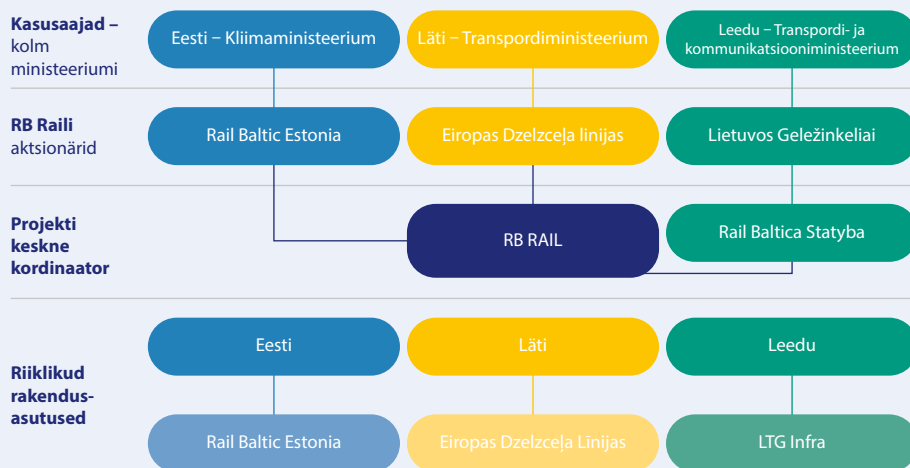 Kasusaajad –
kolm
ministeeriumi
Eesti – Kliimaministeerium
Läti – Transpordiministeerium
Leedu – Transpordi- ja
kommunikatsiooniministeerium
RB Raili
aktsionärid
Rail Baltic Estonia
Eiropas Dzelzceļa līnijas
Lietuvos Geležinkeliai
Projekti
keskne
kordinaator
RB RAIL
Rail Baltica Statyba
Riiklikud
rakendus-
asutused
Eesti
Läti
Leedu
Rail Baltic Estonia
Eiropas Dzelzceļa Līnijas
LTG Infra